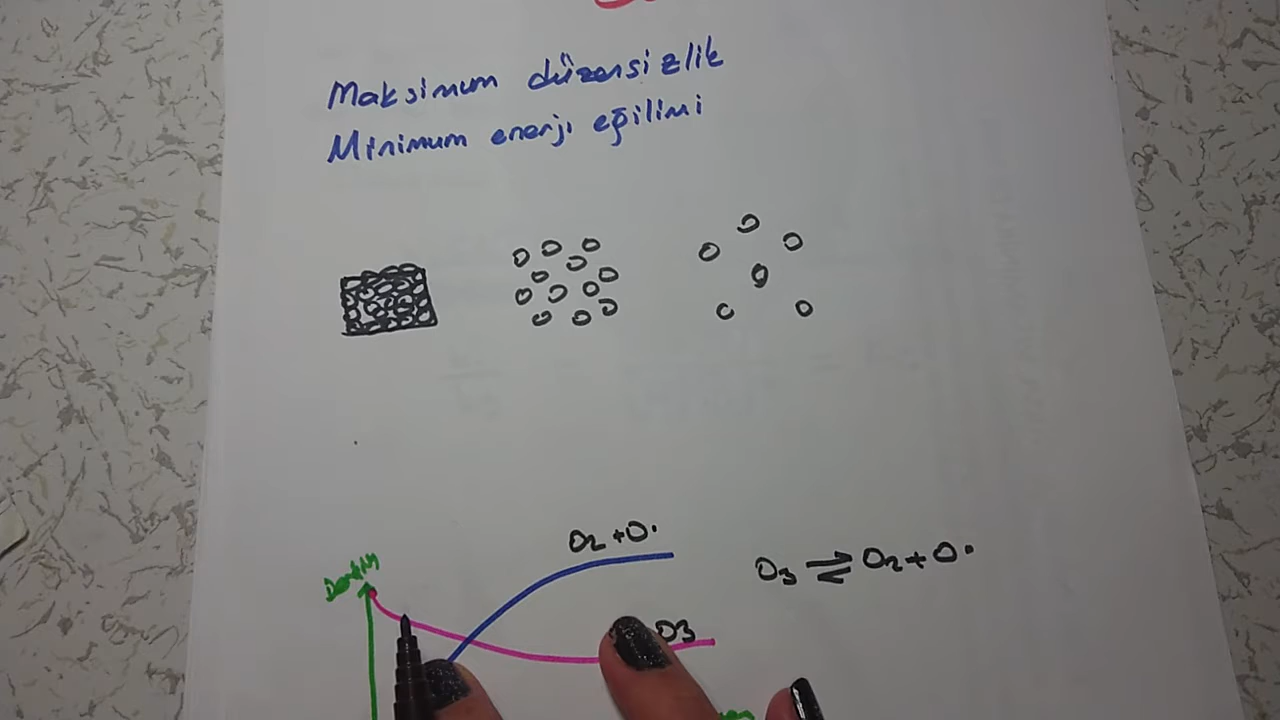 Maksimum düzensizlik
Minimum enerji eğilimi
O₂ + O•
O₃ ⇌ O₂ + O•
O3